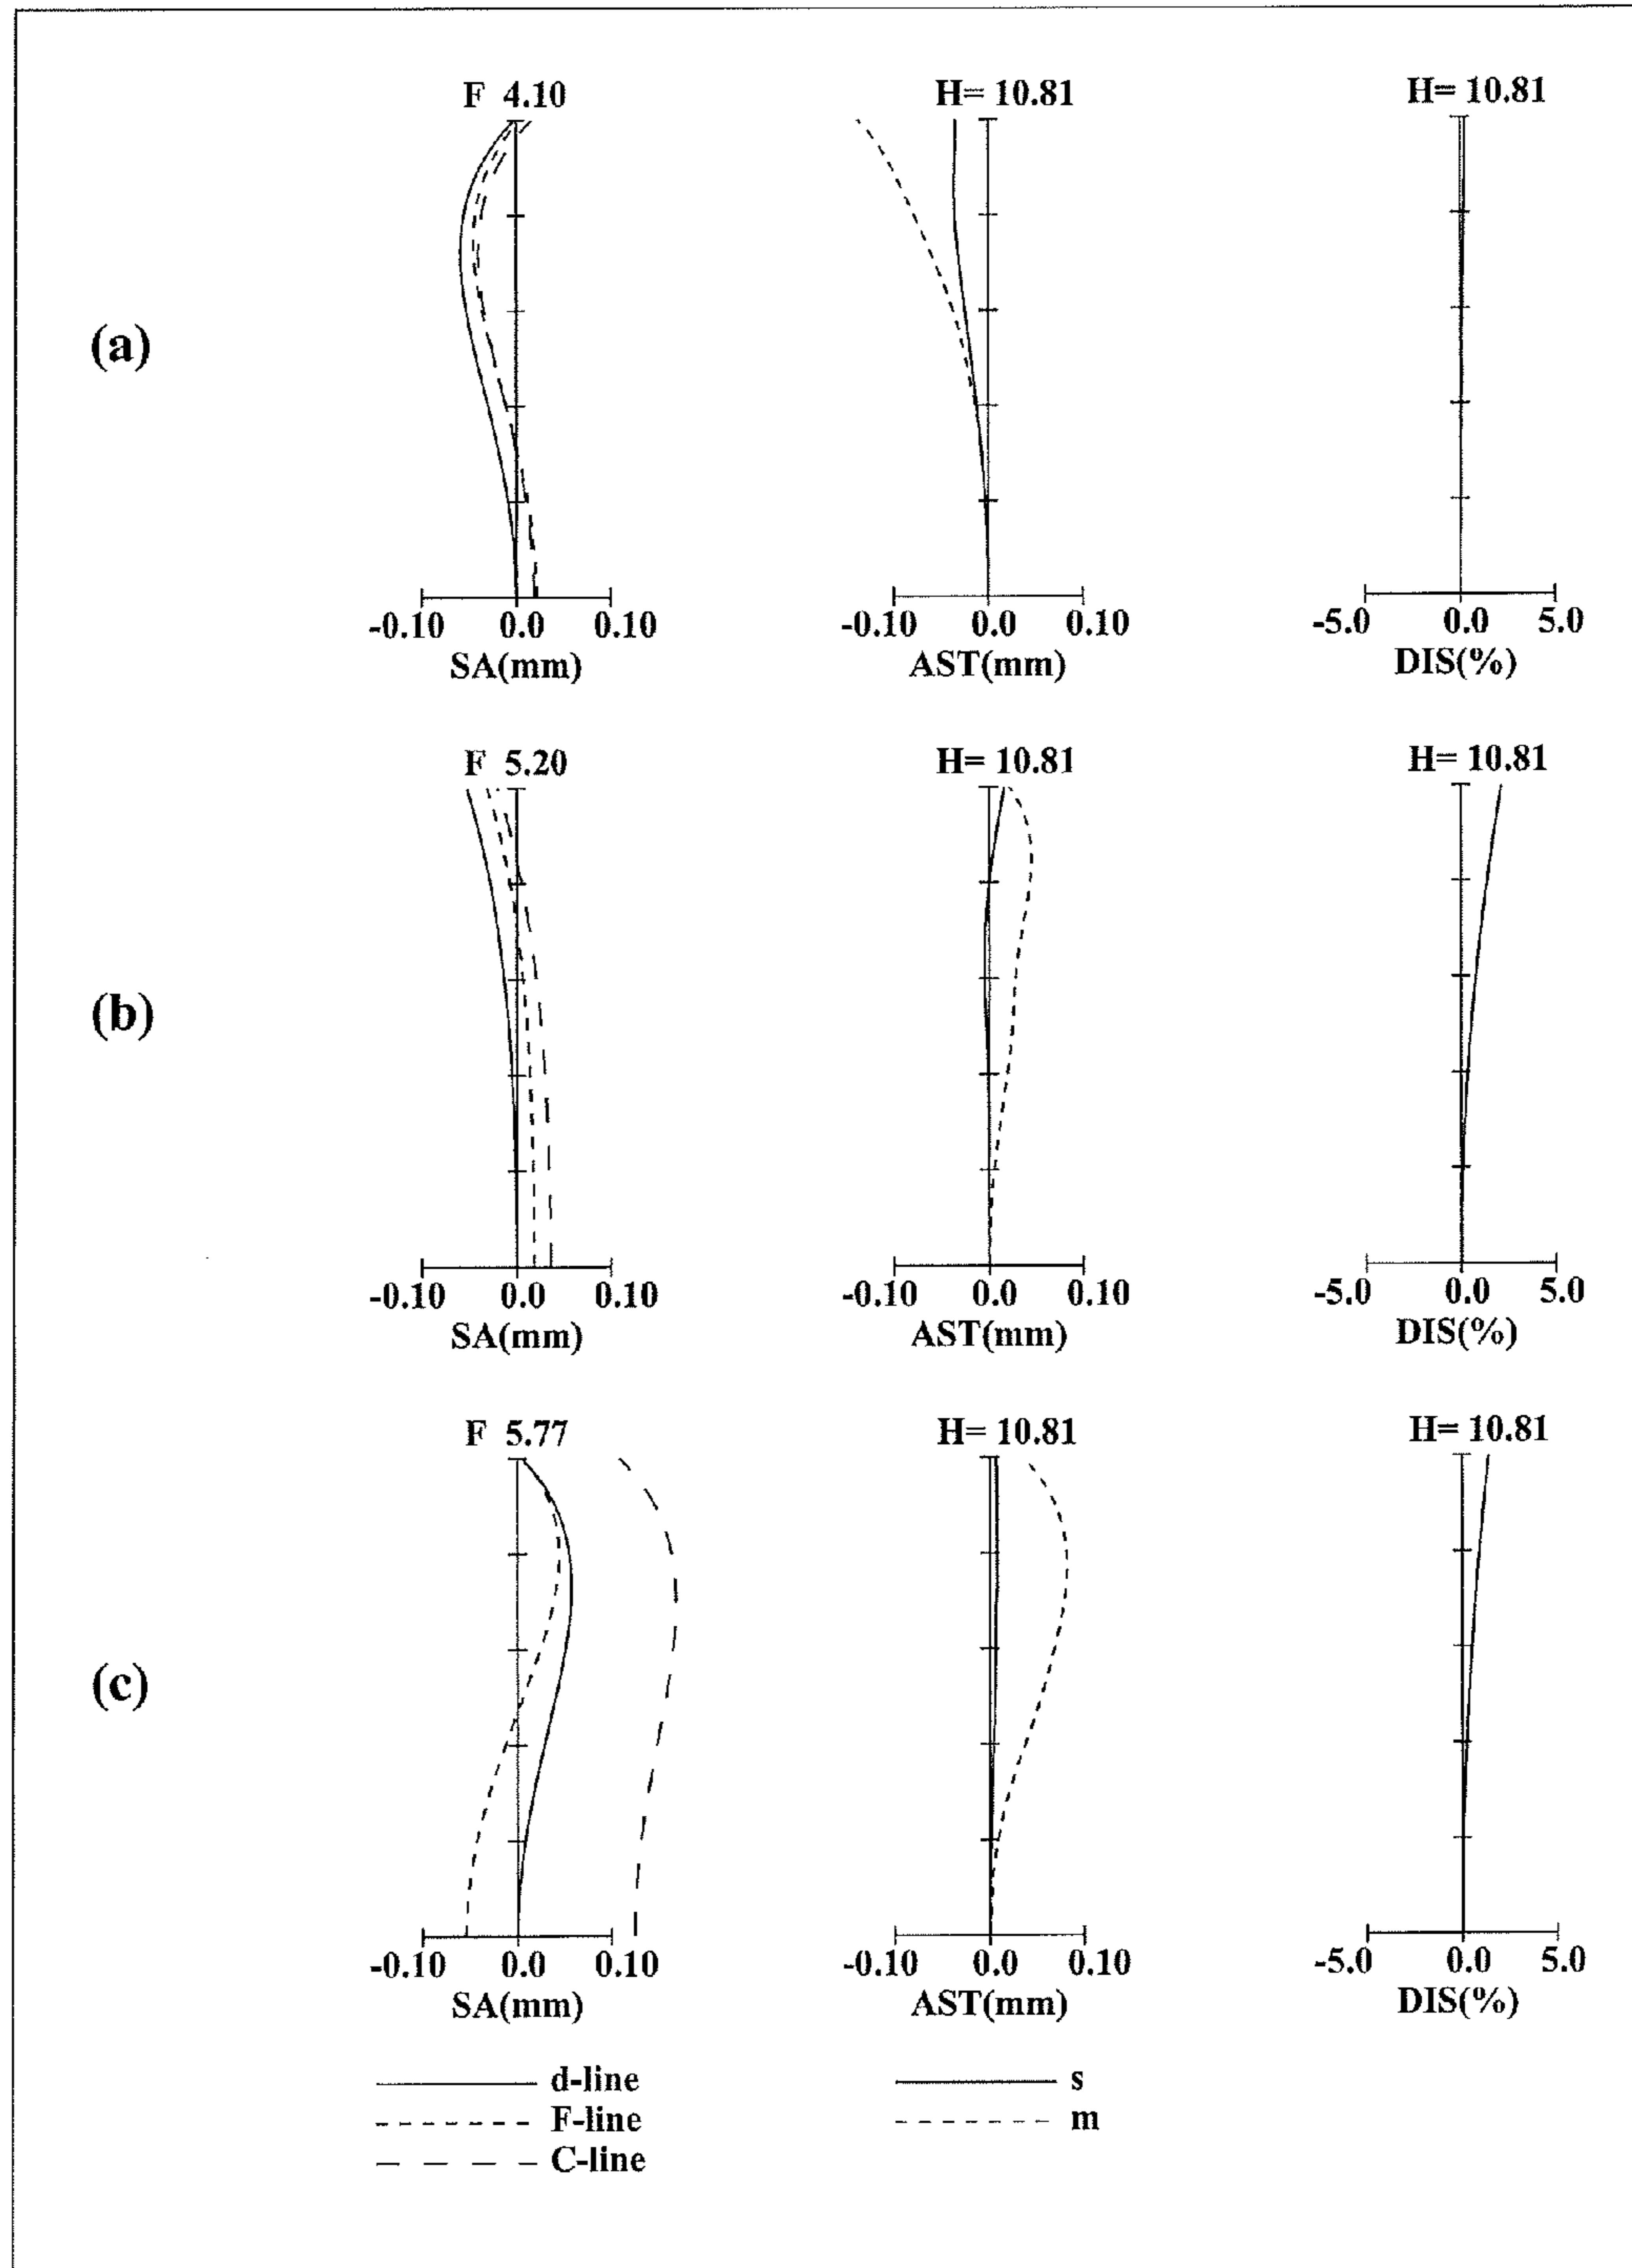 F 4.10 H= 10.81 H= 10.81
(a)
-0.10 0.0 0.10 -0.10 0.0 0.10 -5.0 0.0 5.0
SA(mm) AST(mm) DIS(%)
F 5.20 H= 10.81 H= 10.81
(b)
-0.10 0.0 0.10 -0.10 0.0 0.10 -5.0 0.0 5.0
SA(mm) AST(mm) DIS(%)
F 5.77 H= 10.81 H= 10.81
(c)
-0.10 0.0 0.10 -0.10 0.0 0.10 -5.0 0.0 5.0
SA(mm) AST(mm) DIS(%)
d-line s
F-line m
C-line